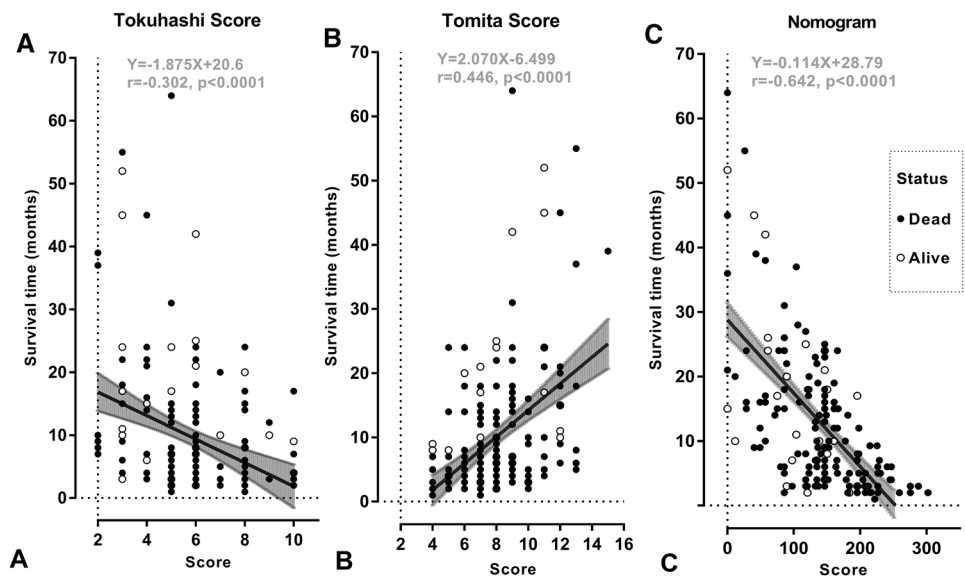 A
Tokuhashi Score
Y=-1.875X+20.6
r=-0.302, p<0.0001
Survival time (months)
70
60
50
40
30
20
10
0
2 4 6 8 10
Score
A
B
Tomita Score
Y=2.070X-6.499
r=0.446, p<0.0001
Survival time (months)
70
60
50
40
30
20
10
0
2 4 6 8 10 12 14 16
Score
B
C
Nomogram
Y=-0.114X+28.79
r=-0.642, p<0.0001
Survival time (months)
70
60
50
40
30
20
10
0 100 200 300
Score
C
Status
Dead
Alive